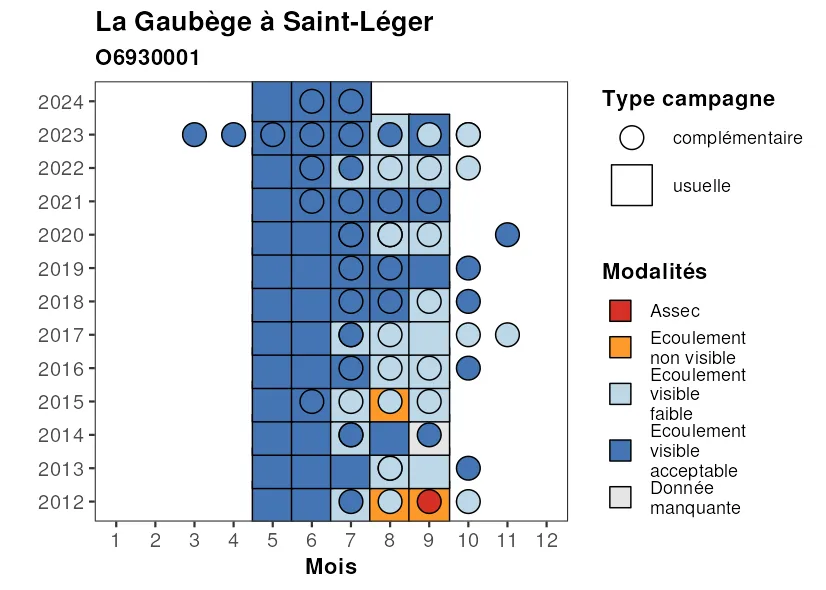 La Gaubège à Saint-Léger
O6930001
2024
2023
2022
2021
2020
2019
2018
2017
2016
2015
2014
2013
2012
1 2 3 4 5 6 7 8 9 10 11 12
Mois
Type campagne
complémentaire
usuelle
Modalités
Assec
Ecoulement
non visible
Ecoulement
visible
faible
Ecoulement
visible
acceptable
Donnée
manquante